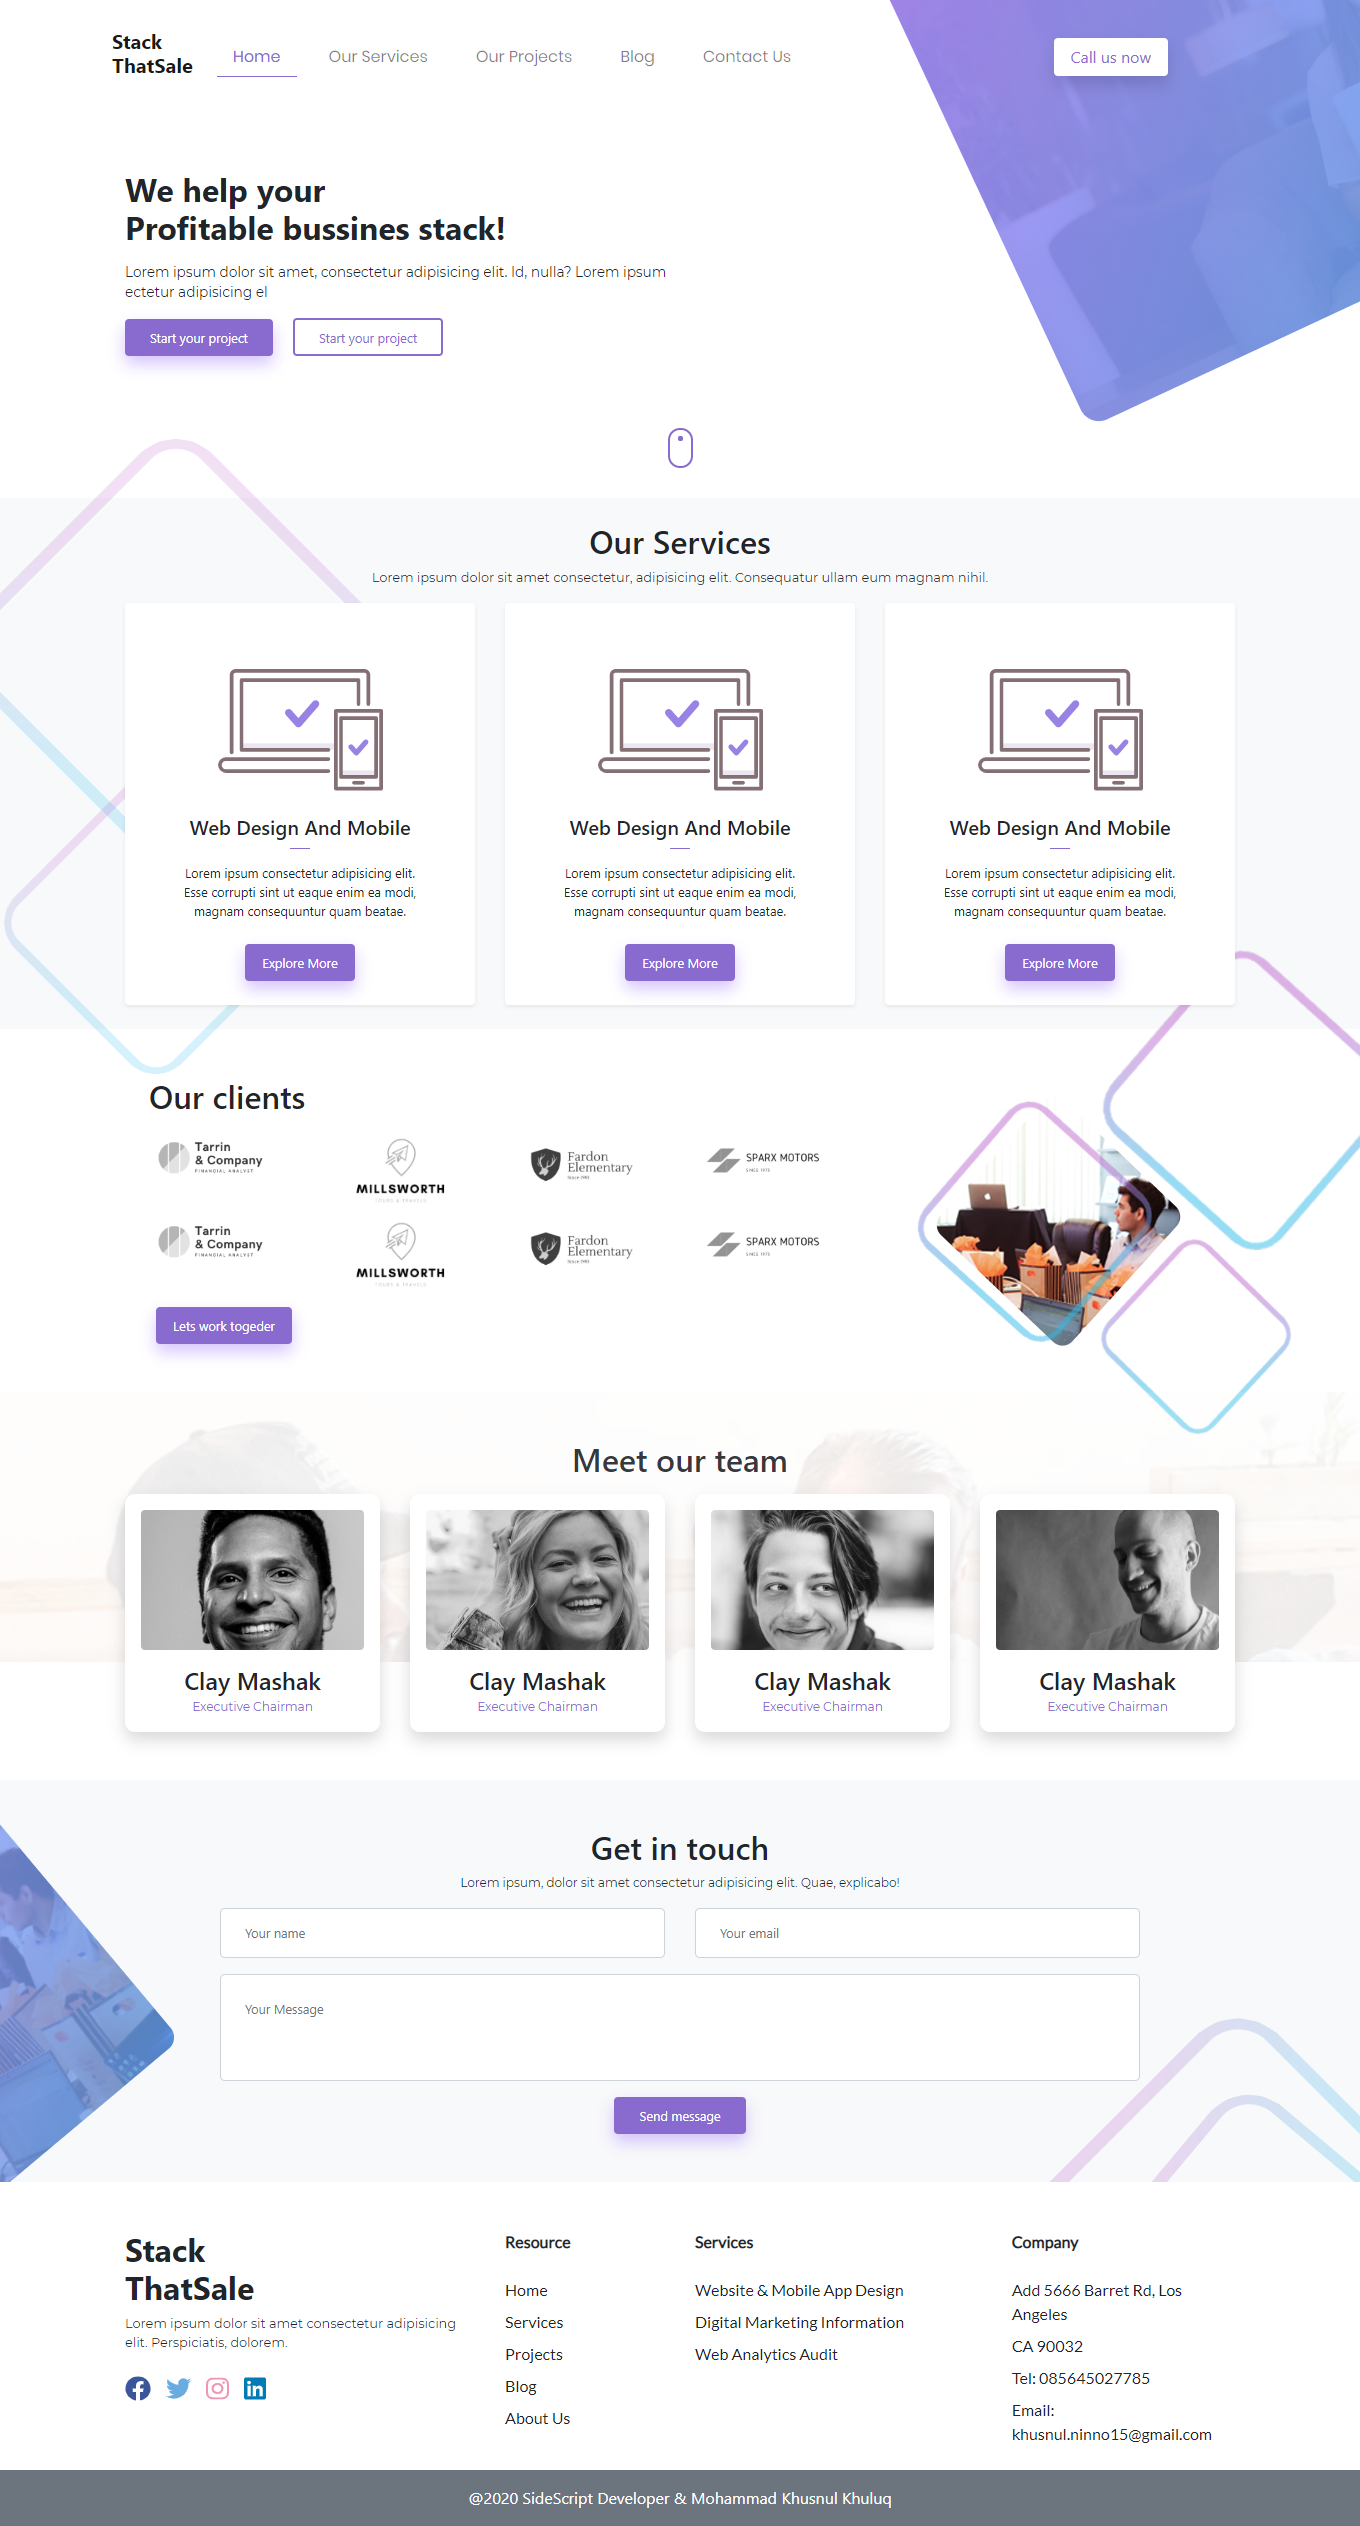 Stack
ThatSale
Home
Our Services
Our Projects
Blog
Contact Us
Call us now
We help your
Profitable bussines stack!
Lorem ipsum dolor sit amet, consectetur adipisicing elit. Id, nulla? Lorem ipsum
ectetur adipisicing el
Start your project
Start your project
Our Services
Lorem ipsum dolor sit amet consectetur, adipisicing elit. Consequatur ullam eum magnam nihil.
Web Design And Mobile
Lorem ipsum consectetur adipisicing elit.
Esse corrupti sint ut eaque enim ea modi,
magnam consequuntur quam beatae.
Explore More
Web Design And Mobile
Lorem ipsum consectetur adipisicing elit.
Esse corrupti sint ut eaque enim ea modi,
magnam consequuntur quam beatae.
Explore More
Web Design And Mobile
Lorem ipsum consectetur adipisicing elit.
Esse corrupti sint ut eaque enim ea modi,
magnam consequuntur quam beatae.
Explore More
Our clients
Tarrin
& Company
FINANCIAL ANALYST
MILLSWORTH
TOURS & TRAVELS
Fardon
Elementary
SPARX MOTORS
SINCE 1975
Tarrin
& Company
FINANCIAL ANALYST
MILLSWORTH
TOURS & TRAVELS
Fardon
Elementary
SPARX MOTORS
SINCE 1975
Lets work togeder
Meet our team
Clay Mashak
Executive Chairman
Clay Mashak
Executive Chairman
Clay Mashak
Executive Chairman
Clay Mashak
Executive Chairman
Get in touch
Lorem ipsum, dolor sit amet consectetur adipisicing elit. Quae, explicabo!
Your name
Your email
Your Message
Send message
Stack
ThatSale
Lorem ipsum dolor sit amet consectetur adipisicing
elit. Perspiciatis, dolorem.
Resource
Home
Services
Projects
Blog
About Us
Services
Website & Mobile App Design
Digital Marketing Information
Web Analytics Audit
Company
Add 5666 Barret Rd, Los
Angeles
CA 90032
Tel: 085645027785
Email:
khusnul.ninno15@gmail.com
@2020 SideScript Developer & Mohammad Khusnul Khuluq